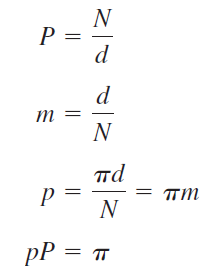 P = N/d
m = d/N
p = πd/N = πm
pP = π